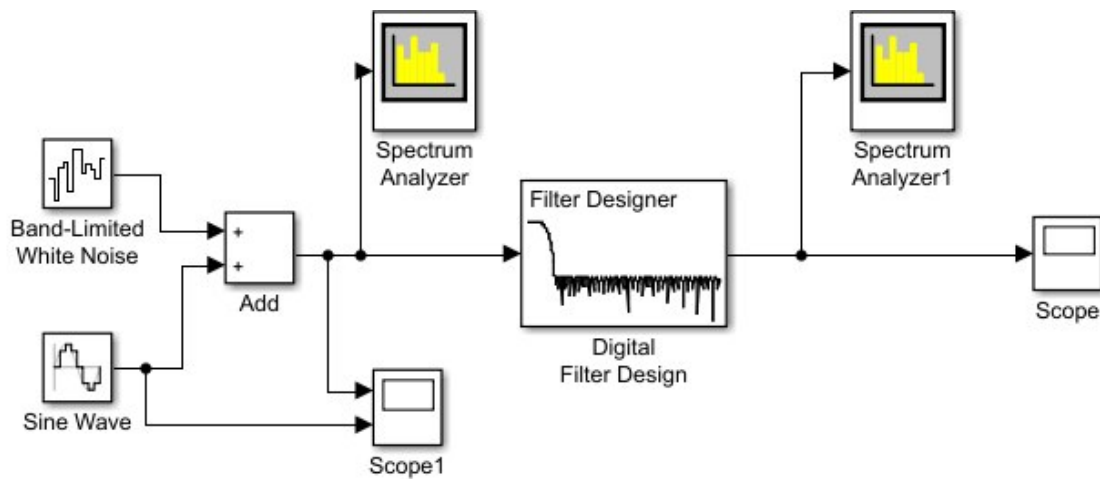 Spectrum
Analyzer
Spectrum
Analyzer1
Band-Limited
White Noise
+
+
Add
Filter Designer
Digital
Filter Design
Scope
Sine Wave
Scope1